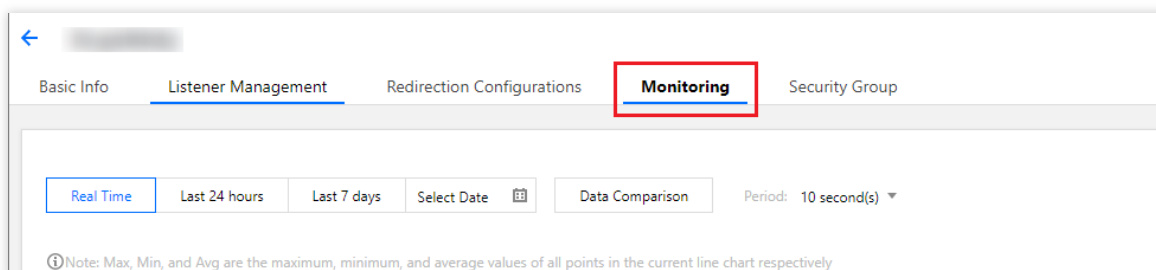 Basic Info Listener Management Redirection Configurations Monitoring Security Group
Real Time Last 24 hours Last 7 days Select Date Data Comparison Period: 10 second(s)
Note: Max, Min, and Avg are the maximum, minimum, and average values of all points in the current line chart respectively